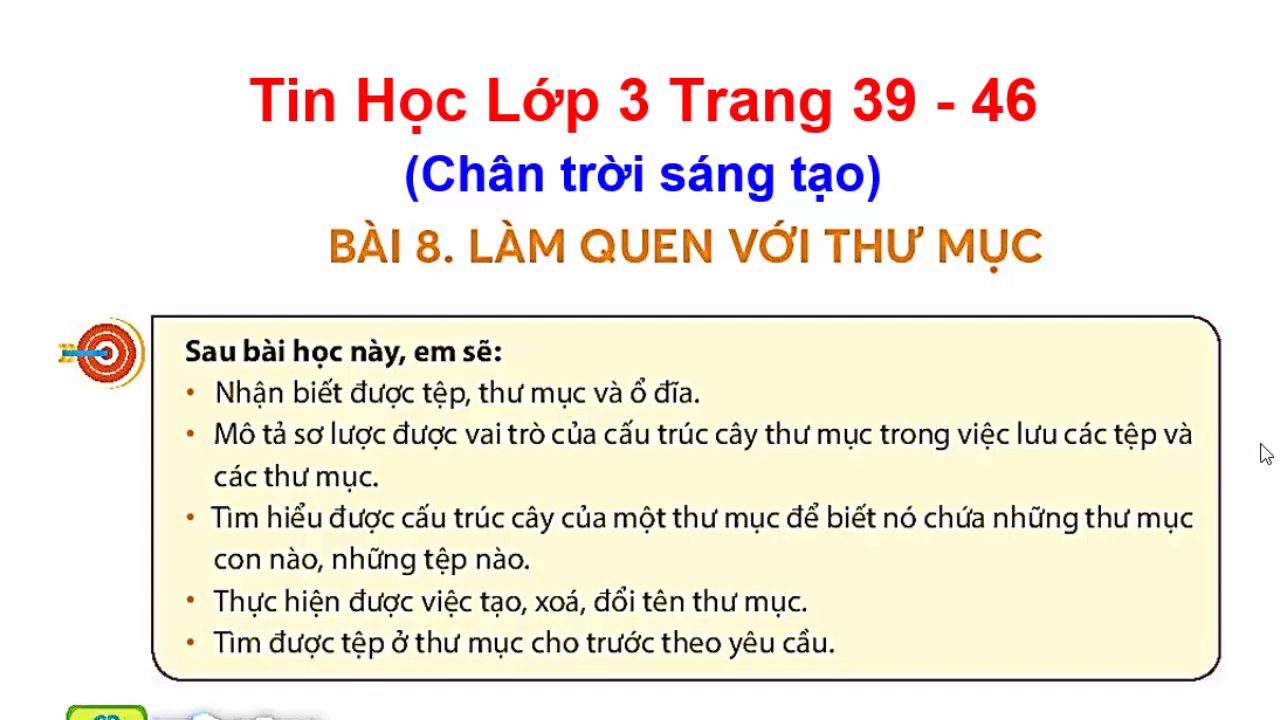 Tin Học Lớp 3 Trang 39 - 46
(Chân trời sáng tạo)
BÀI 8. LÀM QUEN VỚI THƯ MỤC
Sau bài học này, em sẽ:
• Nhận biết được tệp, thư mục và ổ đĩa.
• Mô tả sơ lược được vai trò của cấu trúc cây thư mục trong việc lưu các tệp và
các thư mục.
• Tìm hiểu được cấu trúc cây của một thư mục để biết nó chứa những thư mục
con nào, những tệp nào.
• Thực hiện được việc tạo, xoá, đổi tên thư mục.
• Tìm được tệp ở thư mục cho trước theo yêu cầu.